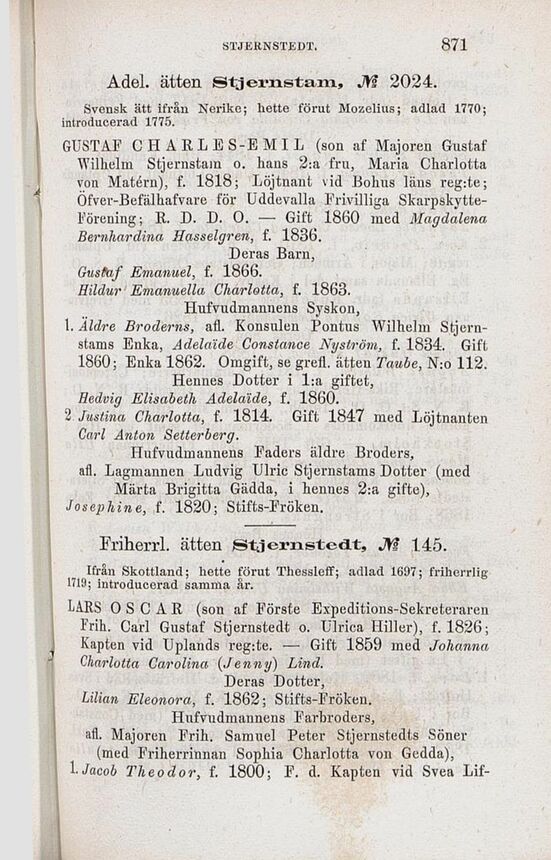 STJERNSTEDT. 871
Adel. ätten Stjernstam, № 2024.
Svensk ätt ifrån Nerike; hette förut Mozelius; adlad 1770;
introducerad 1775.
GUSTAF CHARLES-EMIL (son af Majoren Gustaf
Wilhelm Stjernstam o. hans 2:a fru, Maria Charlotta
von Matérn), f. 1818; Löjtnant vid Bohus läns reg:te;
Öfver-Befälhafvare för Uddevalla Frivilliga Skarpskytte-
Förening; R. D. D. O. — Gift 1860 med Magdalena
Bernhardina Hasselgren, f. 1836.
Deras Barn,
Gustaf Emanuel, f. 1866.
Hildur Emanuella Charlotta, f. 1863.
Hufvudmannens Syskon,
1. Äldre Broderns, afl. Konsulen Pontus Wilhelm Stjern-
stams Enka, Adelaïde Constance Nyström, f. 1834. Gift
1860; Enka 1862. Omgift, se grefl. ätten Taube, N:o 112.
Hennes Dotter i 1:a giftet,
Hedvig Elisabeth Adelaïde, f. 1860.
2 Justina Charlotta, f. 1814. Gift 1847 med Löjtnanten
Carl Anton Setterberg.
Hufvudmannens Faders äldre Broders,
afl. Lagmannen Ludvig Ulric Stjernstams Dotter (med
Märta Brigitta Gädda, i hennes 2:a gifte),
Josephine, f. 1820; Stifts-Fröken.
Friherrl. ätten Stjernstedt, № 145.
Ifrån Skottland; hette förut Thessleff; adlad 1697; friherrlig
1719; introducerad samma år.
LARS OSCAR (son af Förste Expeditions-Sekreteraren
Frih. Carl Gustaf Stjernstedt o. Ulrica Hiller), f. 1826;
Kapten vid Uplands reg:te. — Gift 1859 med Johanna
Charlotta Carolina (Jenny) Lind.
Deras Dotter,
Lilian Eleonora, f. 1862; Stifts-Fröken.
Hufvudmannens Farbroders,
afl. Majoren Frih. Samuel Peter Stjernstedts Söner
(med Friherrinnan Sophia Charlotta von Gedda),
1. Jacob Theodor, f. 1800; F. d. Kapten vid Svea Lif-